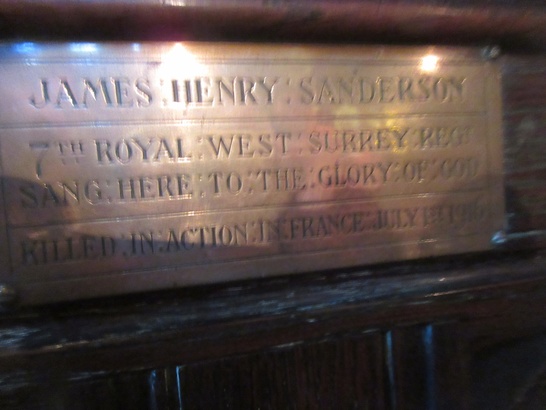 JAMES : HENRY : SANDERSON
7TH ROYAL : WEST : SURREY : REGT
SANG : HERE : TO : THE : GLORY : OF : GOD
KILLED : IN : ACTION : IN : FRANCE : JULY